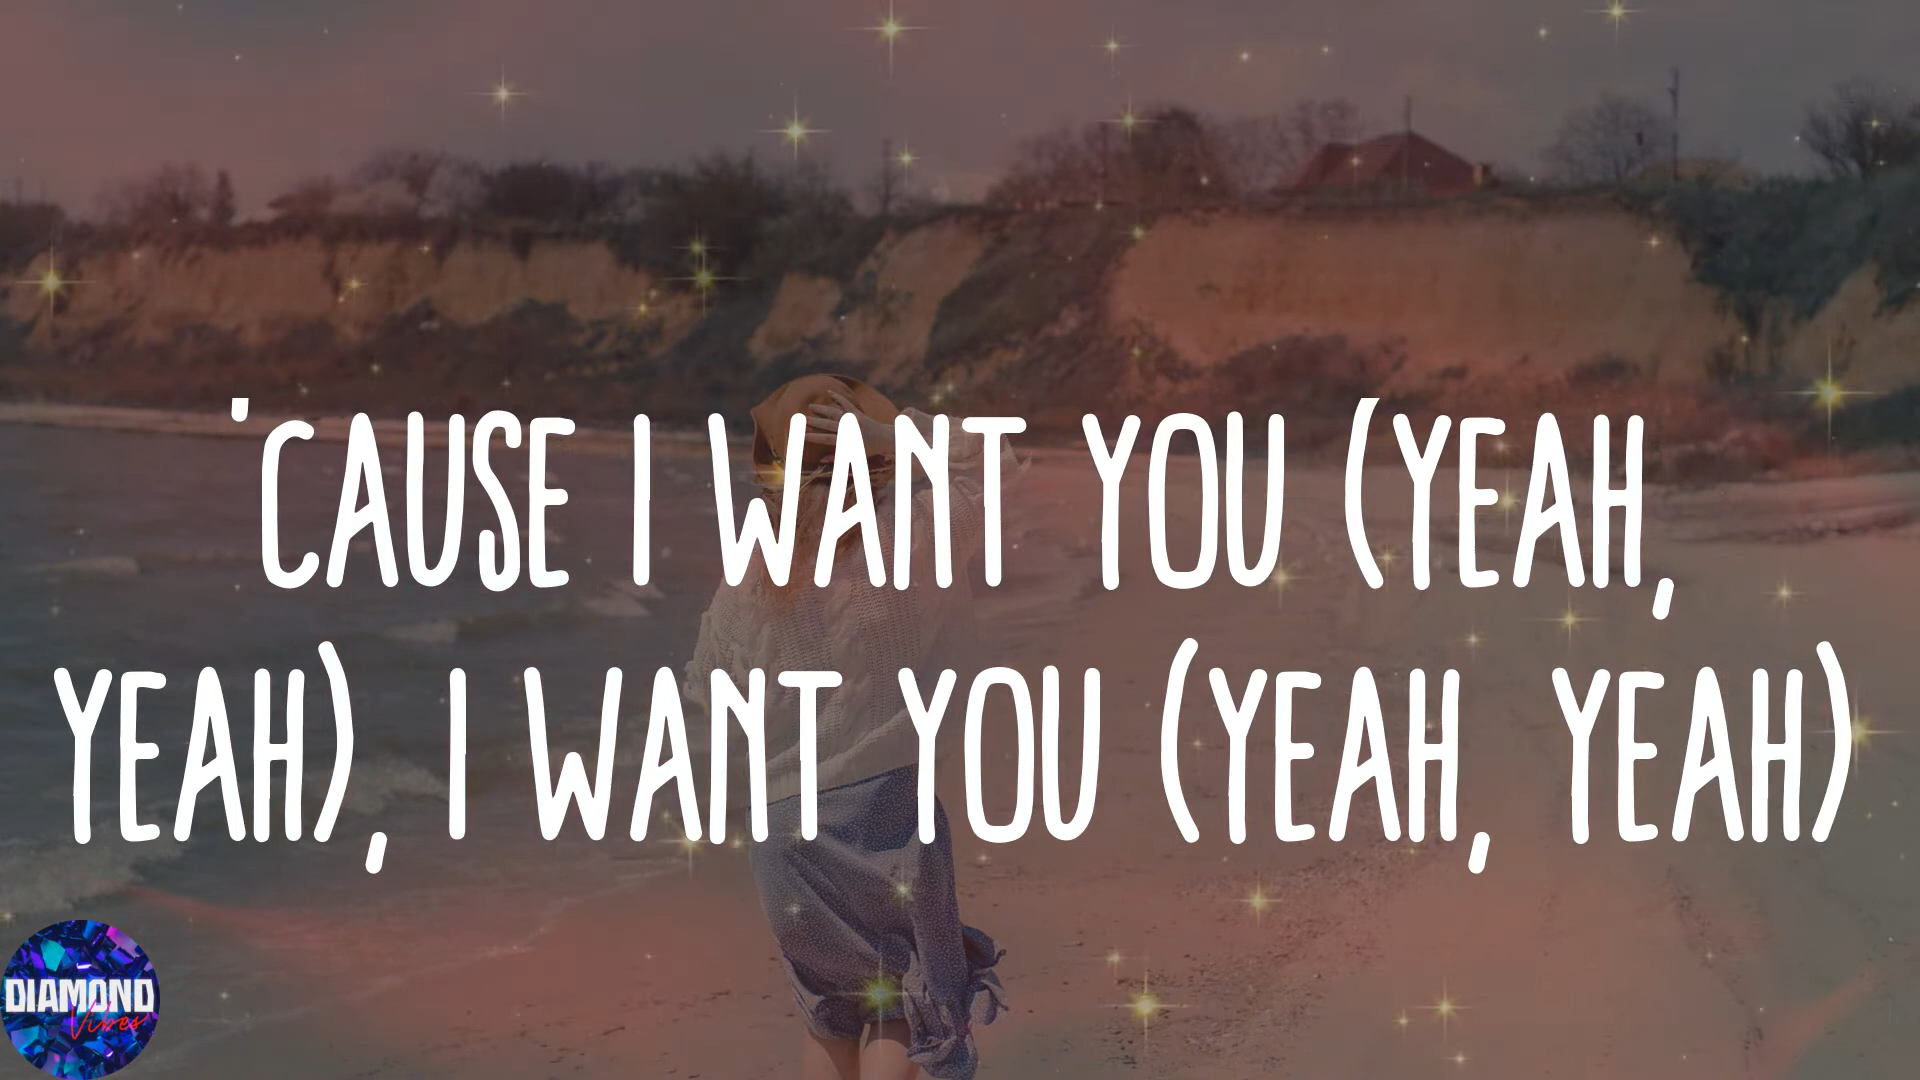 'CAUSE I WANT YOU (YEAH,
YEAH), I WANT YOU (YEAH, YEAH)
DIAMOND
Vibes